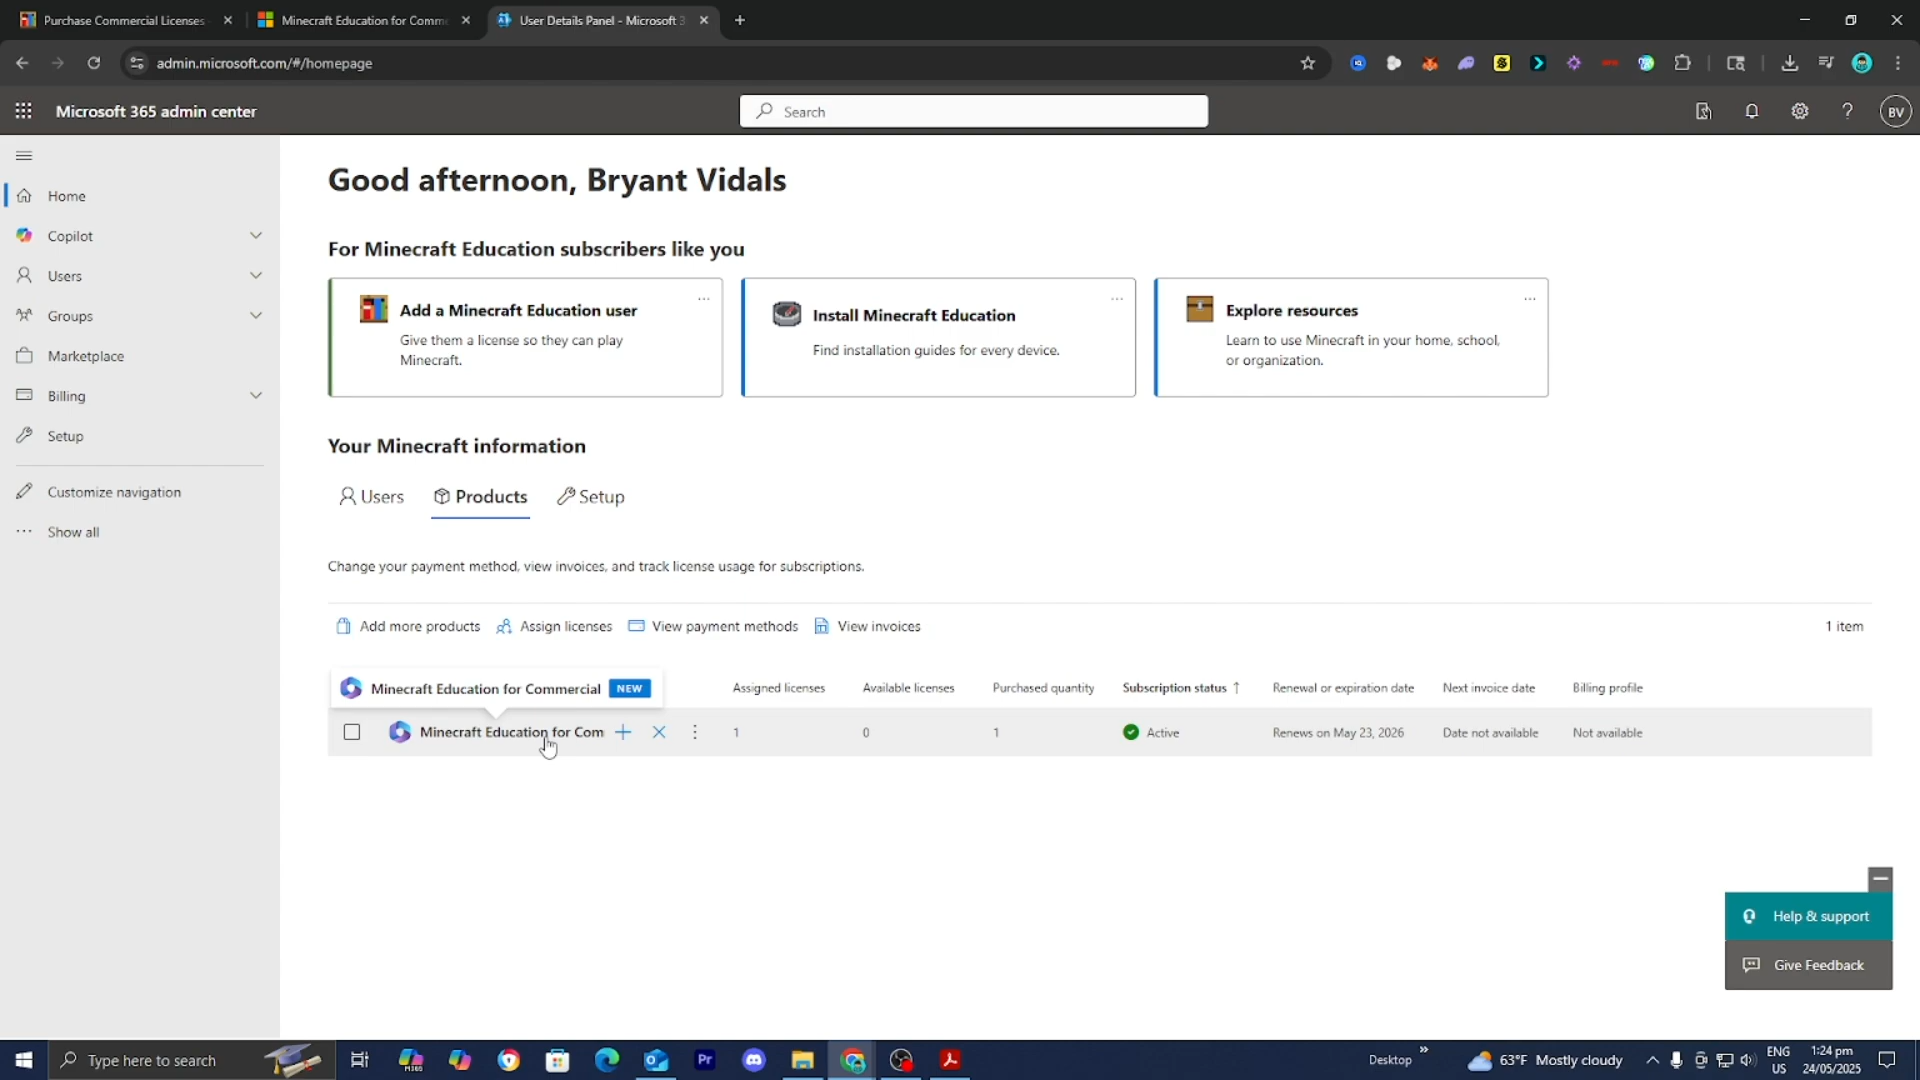 Purchase Commercial Licenses
Minecraft Education for Comme
User Details Panel - Microsoft 3
admin.microsoft.com/#/homepage
Microsoft 365 admin center
Search
BV
Home
Copilot
Users
Groups
Marketplace
Billing
Setup
Customize navigation
Show all
Good afternoon, Bryant Vidals
For Minecraft Education subscribers like you
Add a Minecraft Education user
Give them a license so they can play
Minecraft.
Install Minecraft Education
Find installation guides for every device.
Explore resources
Learn to use Minecraft in your home, school,
or organization.
Your Minecraft information
Users Products Setup
Change your payment method, view invoices, and track license usage for subscriptions.
Add more products Assign licenses View payment methods View invoices 1 item
Minecraft Education for Commercial NEW
Assigned licenses Available licenses Purchased quantity Subscription status ↑ Renewal or expiration date Next invoice date Billing profile
Minecraft Education for Com 1 0 1 Active Renews on May 23, 2026 Date not available Not available
Help & support
Give Feedback
Type here to search
M365
Pr
Desktop
63°F Mostly cloudy
ENG
US
1:24 pm
24/05/2025